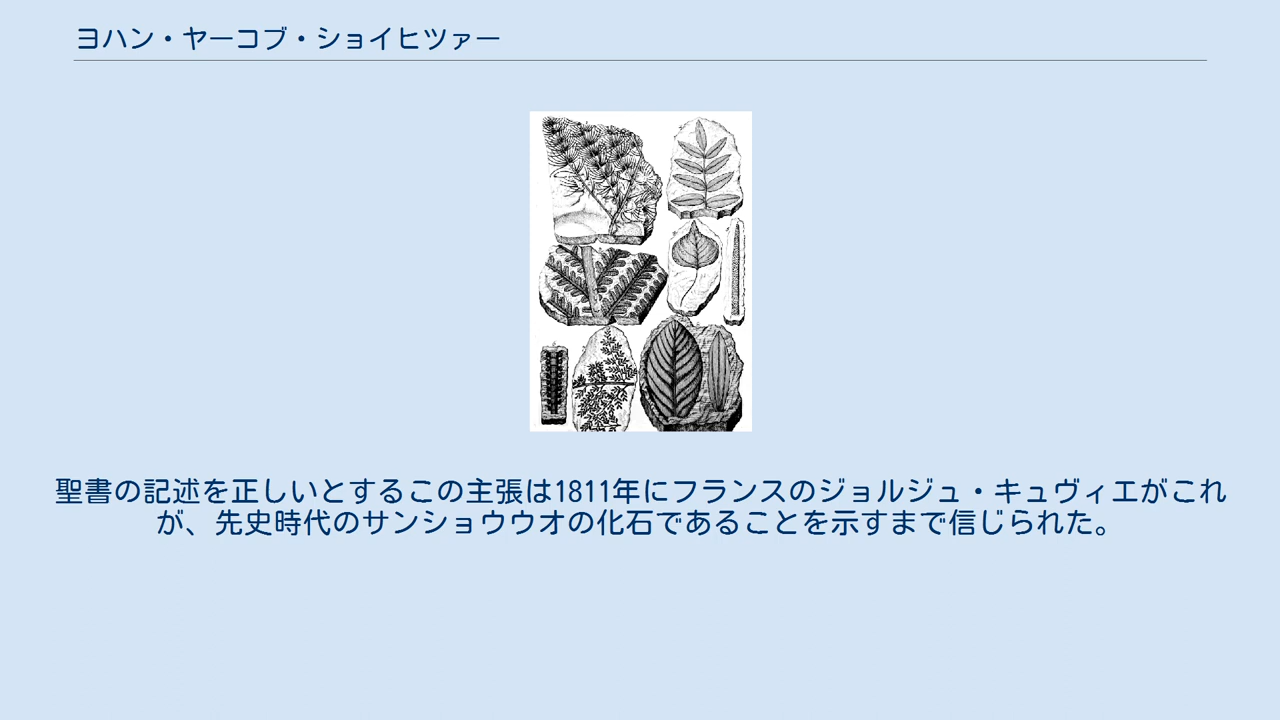 ヨハン・ヤーコブ・ショイヒツァー
聖書の記述を正しいとするこの主張は1811年にフランスのジョルジュ・キュヴィエがこれ
が、先史時代のサンショウウオの化石であることを示すまで信じられた。